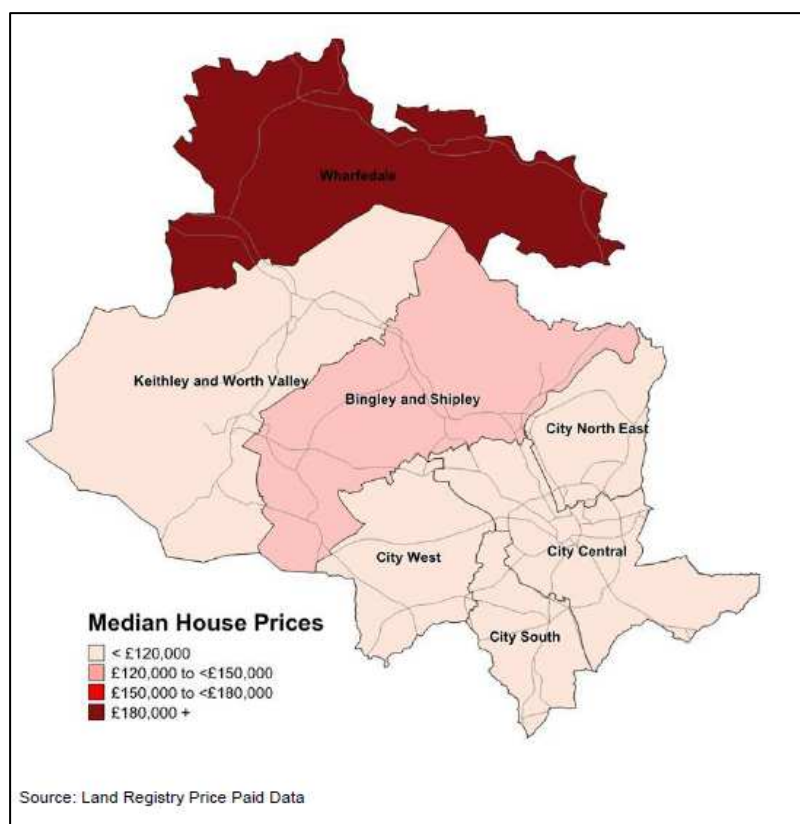 Wharfedale
Keithley and Worth Valley
Bingley and Shipley
City North East
City West
City Central
City South
Median House Prices
< £120,000
£120,000 to <£150,000
£150,000 to <£180,000
£180,000 +
Source: Land Registry Price Paid Data